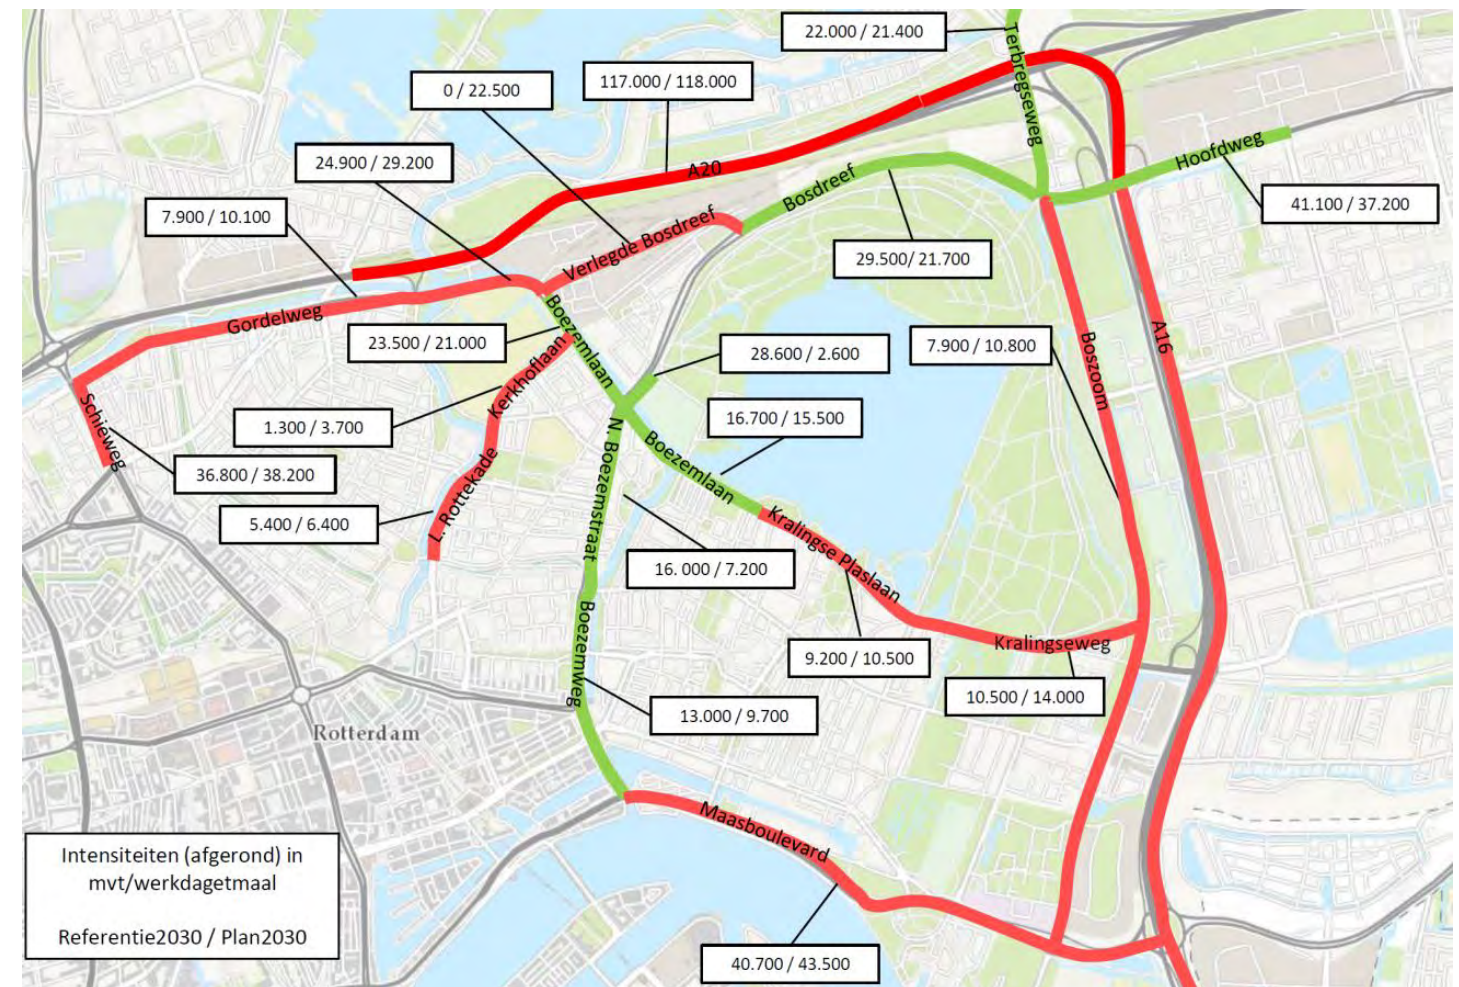 22.000 / 21.400
Terbregseweg
117.000 / 118.000
0 / 22.500
24.900 / 29.200
A20
Hoofdweg
Bosdreef
7.900 / 10.100
41.100 / 37.200
Verlegde Bosdreef
29.500/ 21.700
Gordelweg
Boezemlaan
23.500 / 21.000
28.600 / 2.600
7.900 / 10.800
A16
Boszoom
Kerkhoflaan
1.300 / 3.700
16.700 / 15.500
Schieweg
N. Boezemstraat
Boezemlaan
36.800 / 38.200
L. Rottekade
5.400 / 6.400
Kralingse Plaslaan
16. 000 / 7.200
Boezemweg
9.200 / 10.500
Kralingseweg
10.500 / 14.000
13.000 / 9.700
Rotterdam
Maasboulevard
Intensiteiten (afgerond) in
mvt/werkdagetmaal
Referentie2030 / Plan2030
40.700 / 43.500